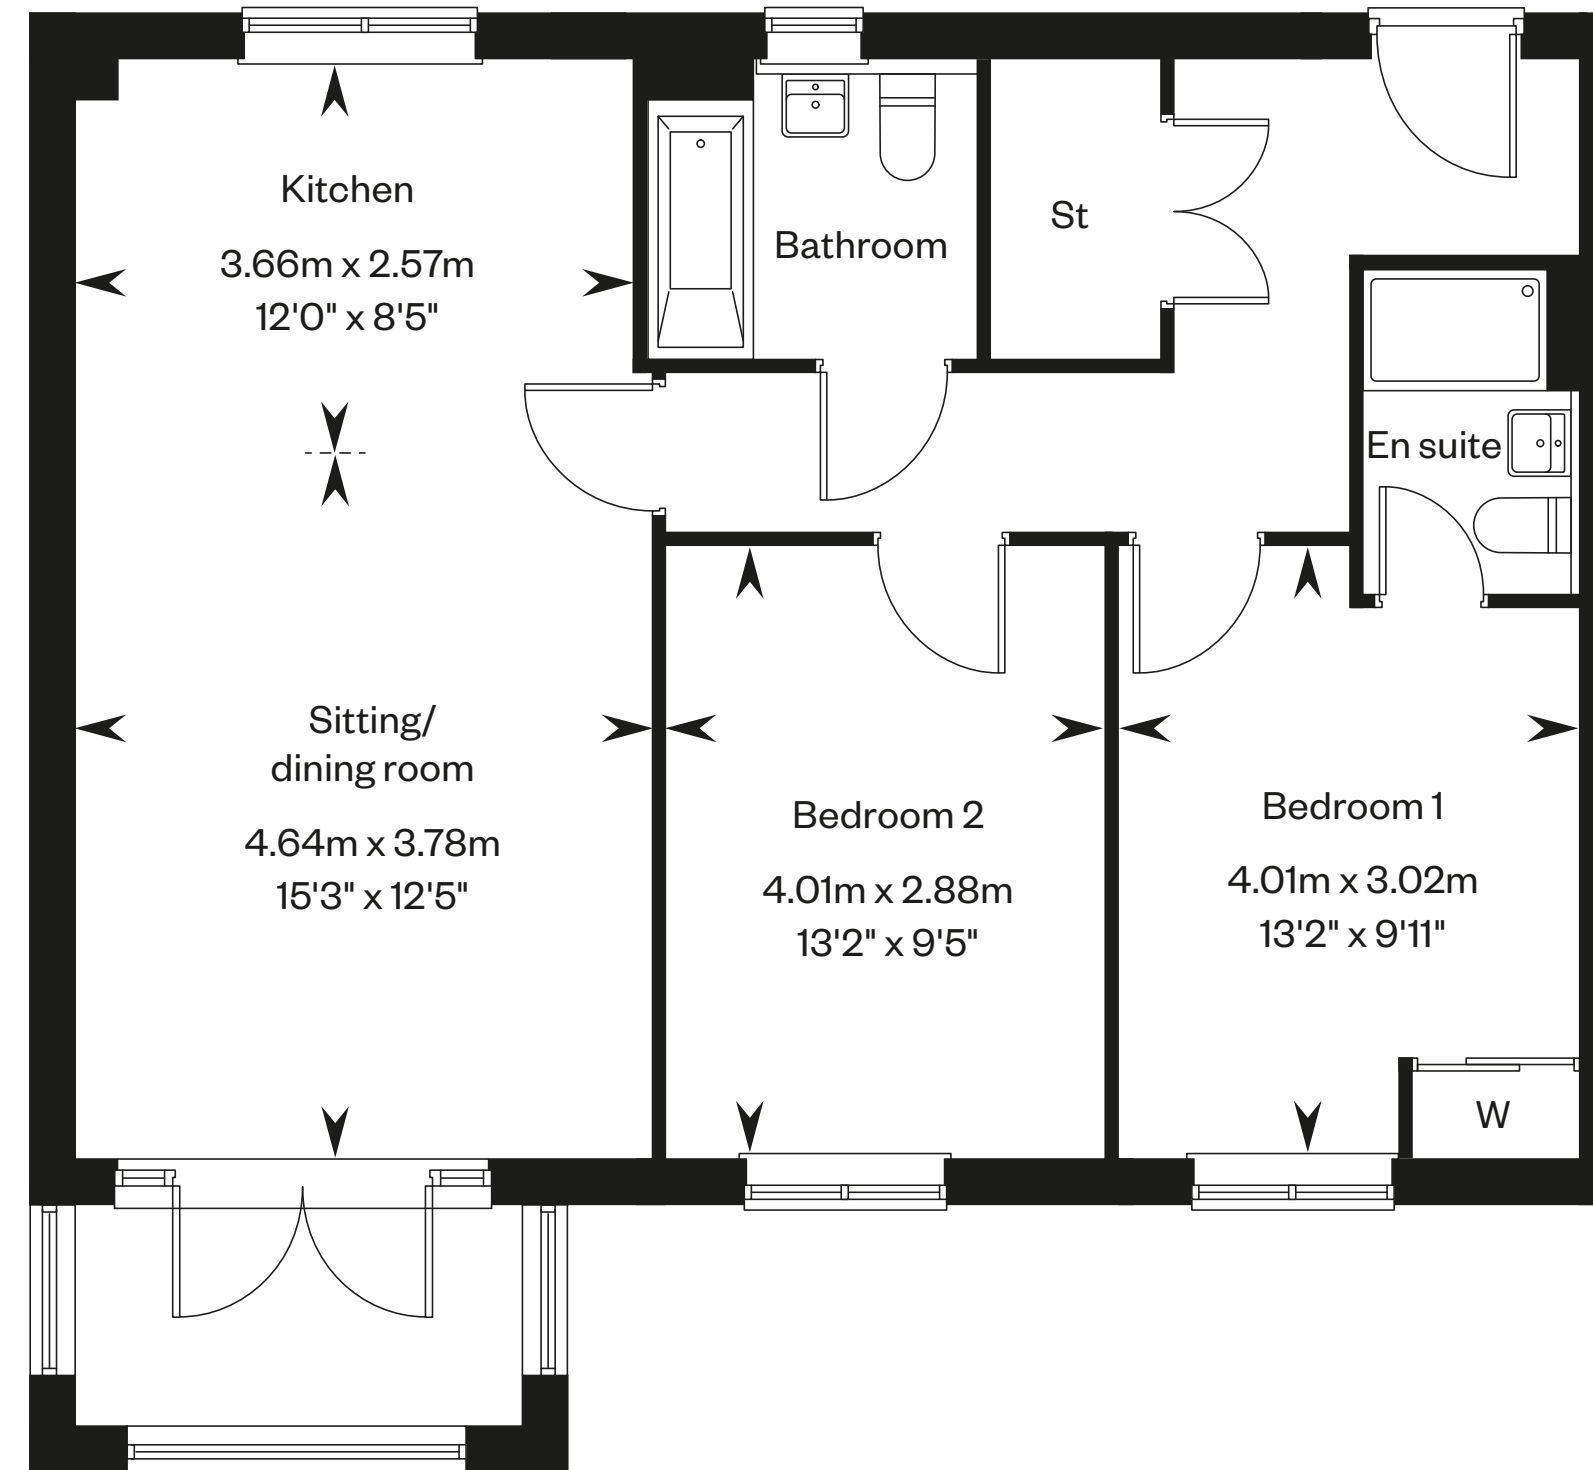 Kitchen
3.66m x 2.57m
12'0" x 8'5"
Bathroom
St
En suite
Sitting/
dining room
4.64m x 3.78m
15'3" x 12'5"
Bedroom 2
4.01m x 2.88m
13'2" x 9'5"
Bedroom 1
4.01m x 3.02m
13'2" x 9'11"
W